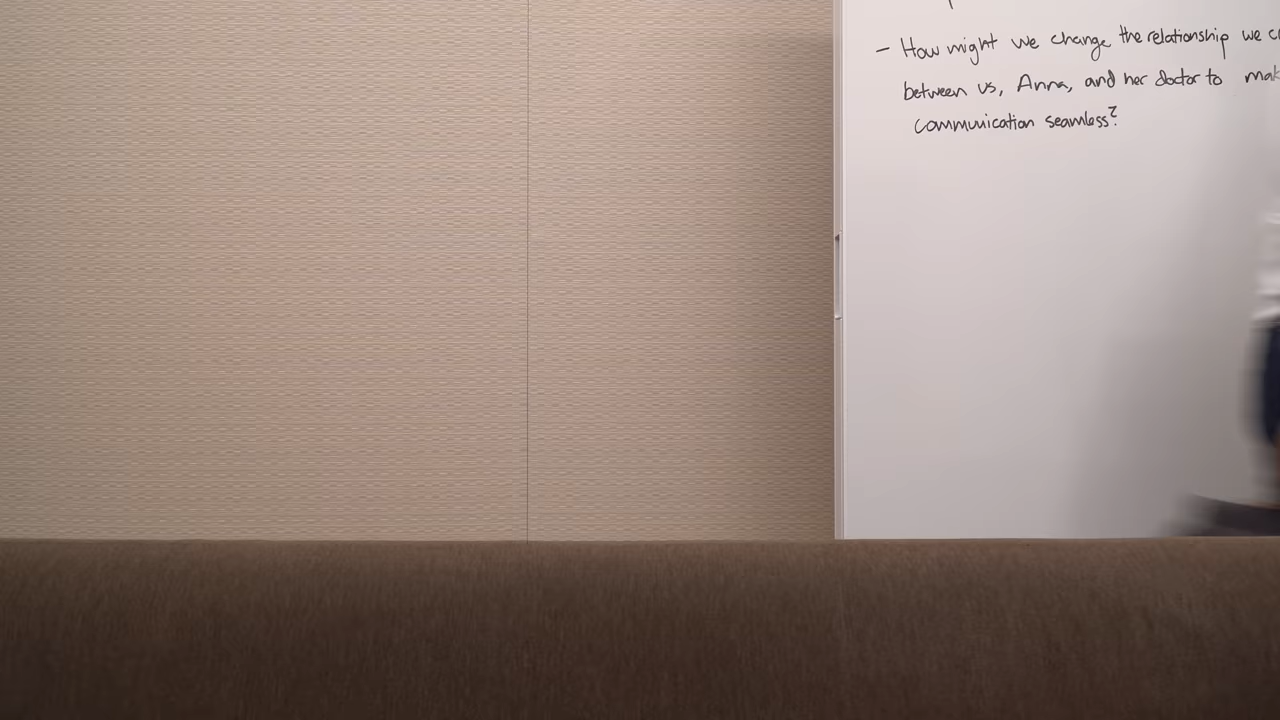 - How might we change the relationship we
between us, Anna, and her doctor to
communication seamless?